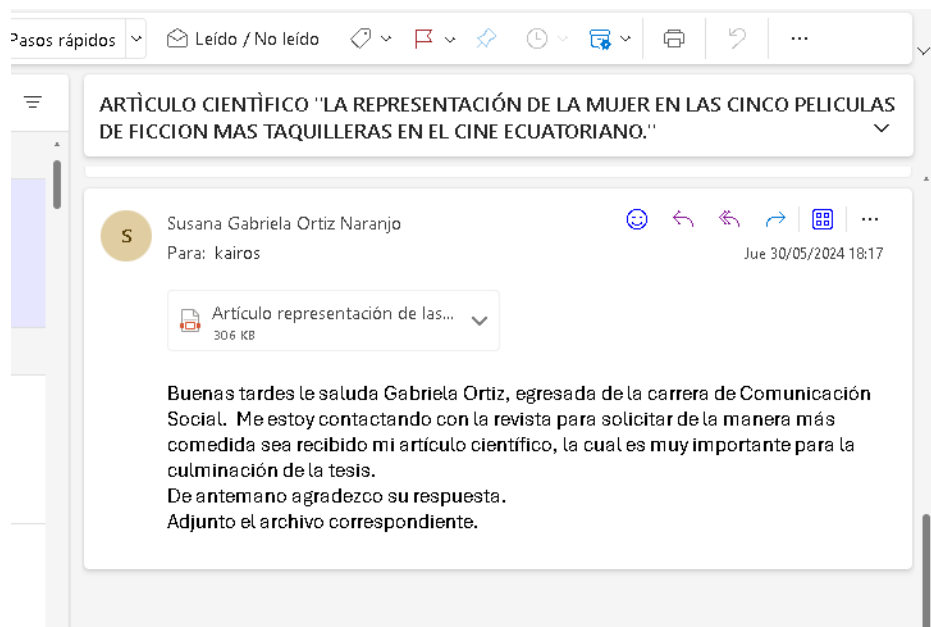 Pasos rápidos
Leído / No leído
ARTÌCULO CIENTÌFICO "LA REPRESENTACIÓN DE LA MUJER EN LAS CINCO PELICULAS
DE FICCION MAS TAQUILLERAS EN EL CINE ECUATORIANO."
S
Susana Gabriela Ortiz Naranjo
Para: kairos
Jue 30/05/2024 18:17
Artículo representación de las...
306 KB
Buenas tardes le saluda Gabriela Ortiz, egresada de la carrera de Comunicación
Social. Me estoy contactando con la revista para solicitar de la manera más
comedida sea recibido mi artículo científico, la cual es muy importante para la
culminación de la tesis.
De antemano agradezco su respuesta.
Adjunto el archivo correspondiente.